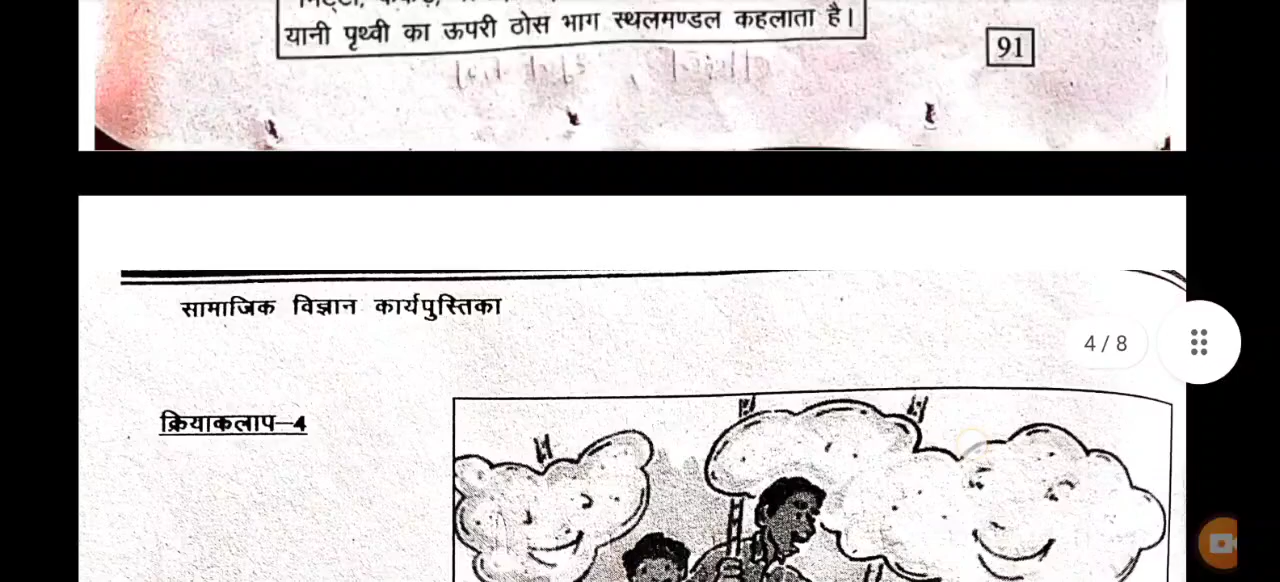 यानी पृथ्वी का ऊपरी ठोस भाग स्थलमण्डल कहलाता है।
91
सामाजिक विज्ञान कार्यपुस्तिका
4 / 8
क्रियाकलाप–4